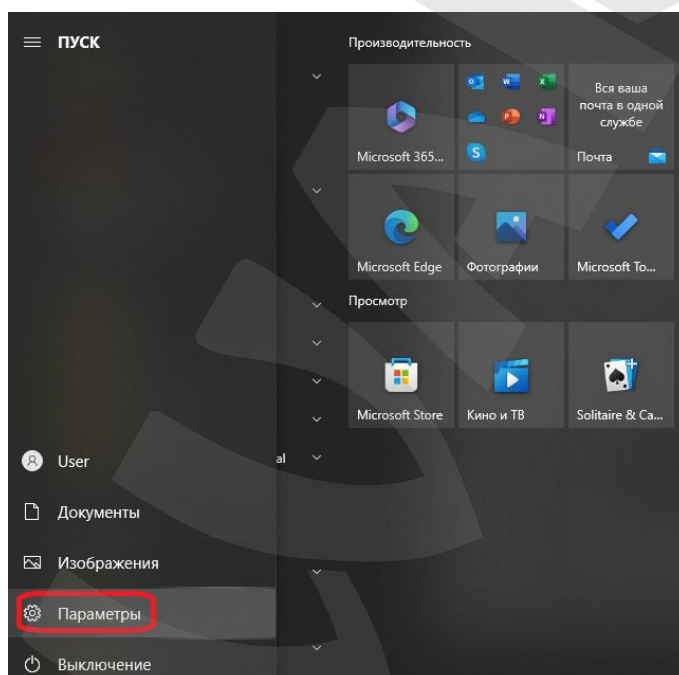 ПУСК
Производительность
Вся ваша
почта в одной
службе
Microsoft 365...
Почта
Microsoft Edge
Фотографии
Microsoft To...
Просмотр
Microsoft Store
Кино и ТВ
Solitaire & Ca...
User
al
Документы
Изображения
Параметры
Выключение